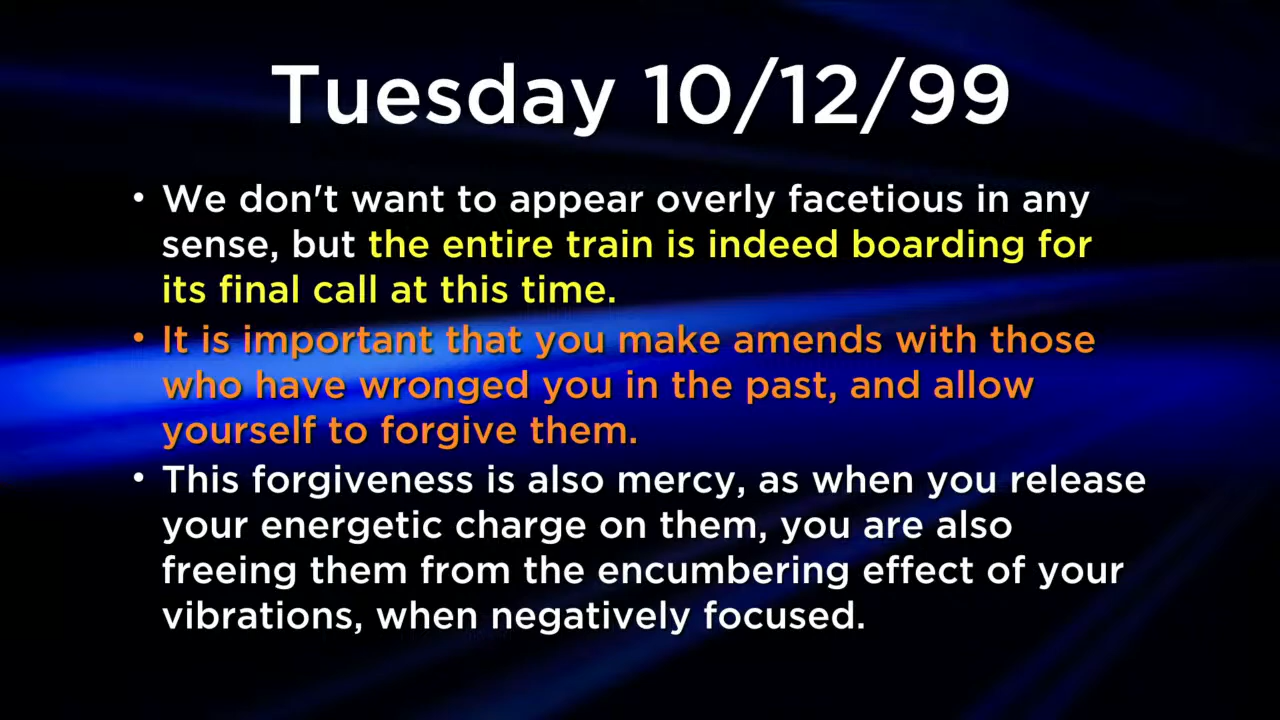 Tuesday 10/12/99
• We don't want to appear overly facetious in any
sense, but the entire train is indeed boarding for
its final call at this time.
• It is important that you make amends with those
who have wronged you in the past, and allow
yourself to forgive them.
• This forgiveness is also mercy, as when you release
your energetic charge on them, you are also
freeing them from the encumbering effect of your
vibrations, when negatively focused.